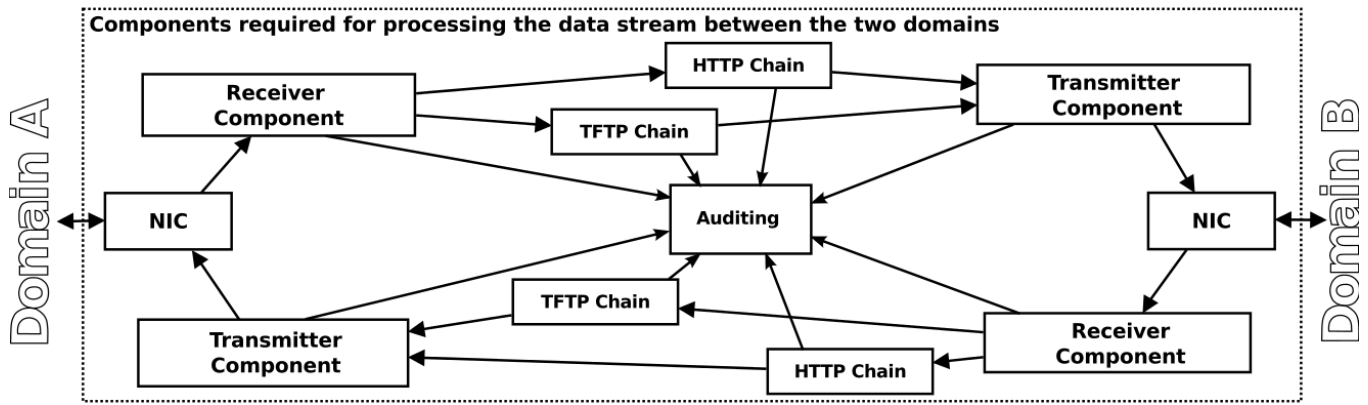 Components required for processing the data stream between the two domains
HTTP Chain
Receiver
Component
Transmitter
Component
TFTP Chain
Domain A
NIC
Auditing
NIC
Domain B
TFTP Chain
Transmitter
Component
Receiver
Component
HTTP Chain